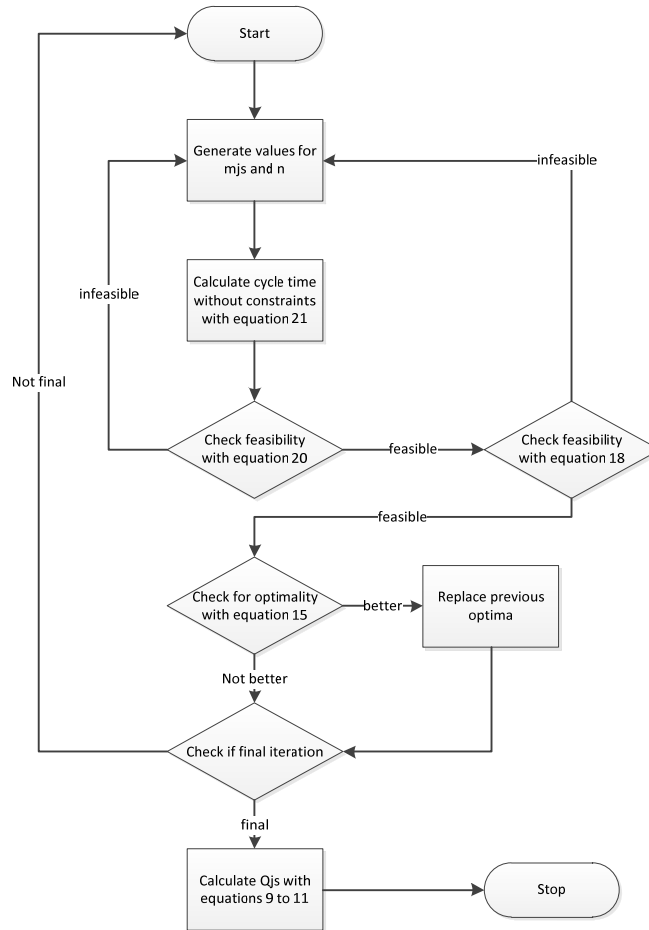 Start
Generate values for
mjs and n
infeasible
Calculate cycle time
without constraints
with equation 21
infeasible
Not final
Check feasibility
with equation 20
feasible
Check feasibility
with equation 18
feasible
Check for optimality
with equation 15
better
Replace previous
optima
Not better
Check if final iteration
final
Calculate Qjs with
equations 9 to 11
Stop